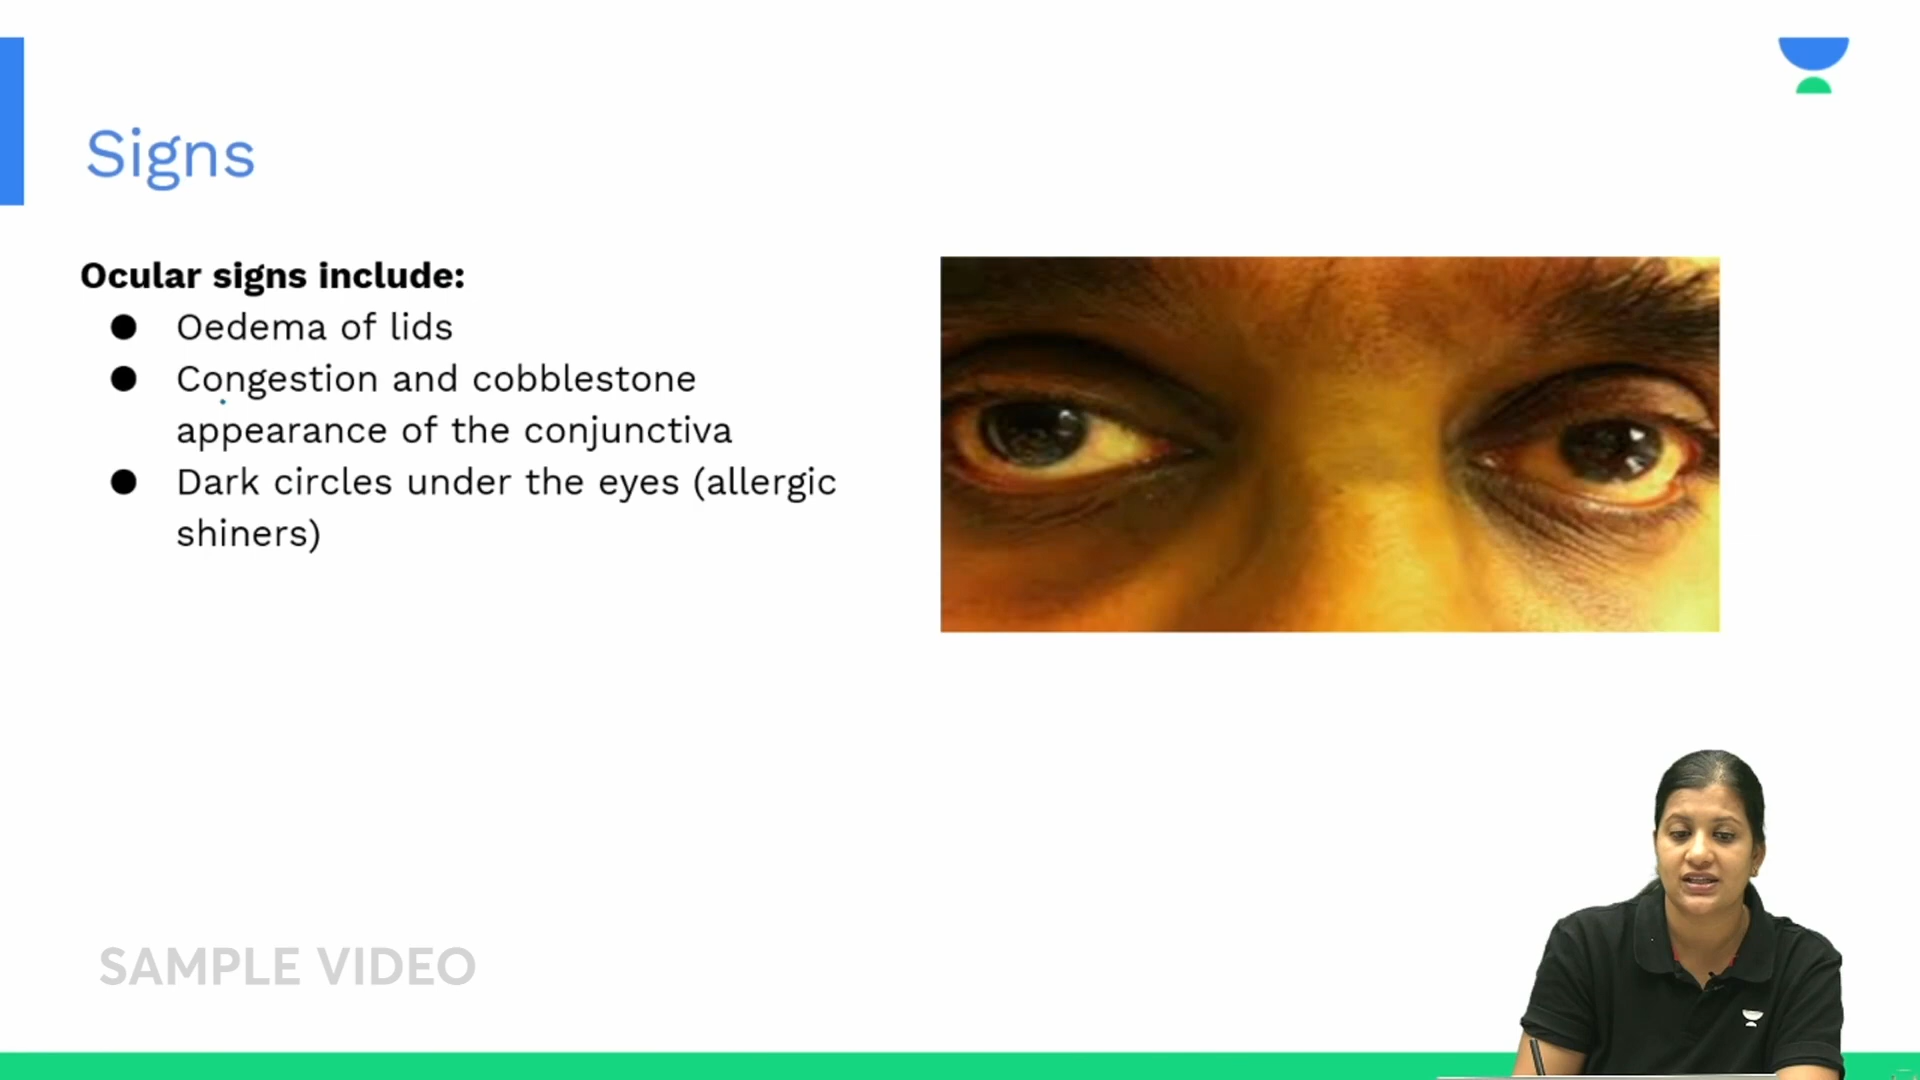 Signs
Ocular signs include:
● Oedema of lids
● Congestion and cobblestone
appearance of the conjunctiva
● Dark circles under the eyes (allergic
shiners)
SAMPLE VIDEO